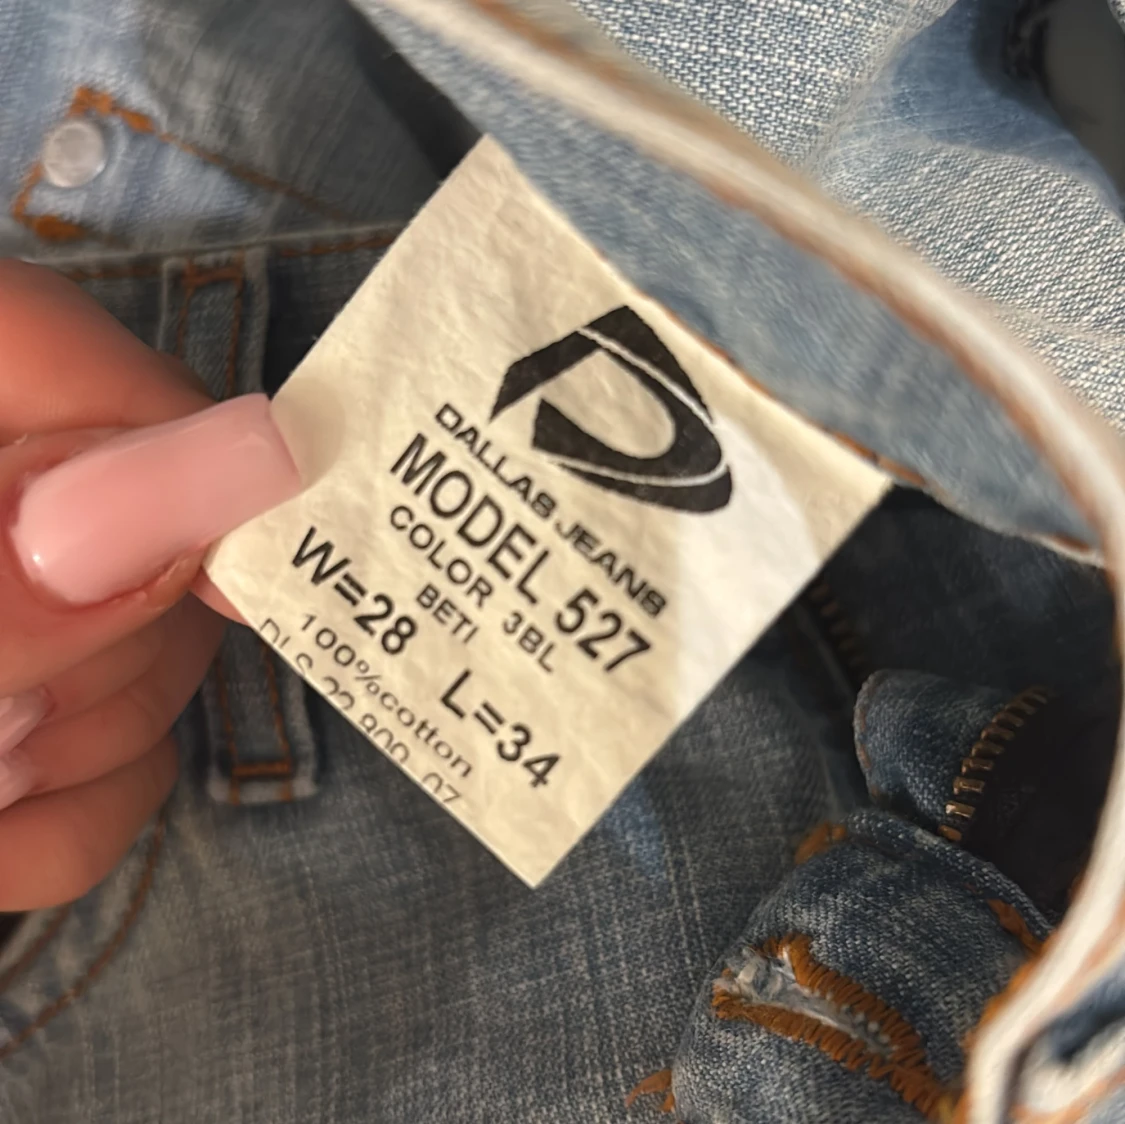 DALLAS JEANS
MODEL 527
COLOR 3BL
BETI
W=28 L=34
100%cotton